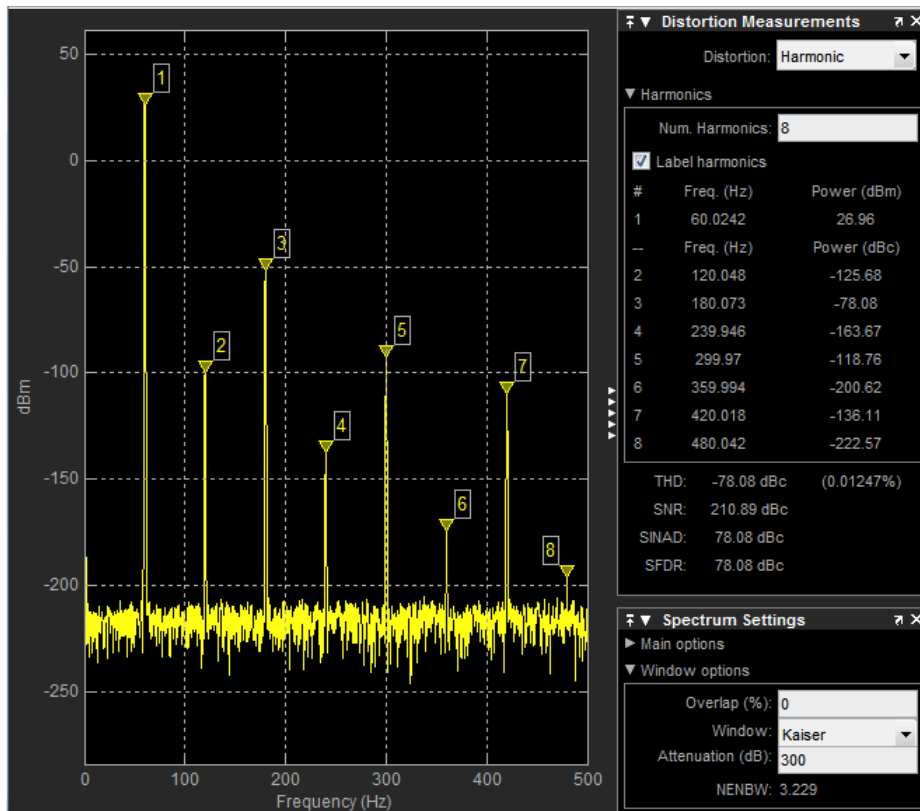 50
0
-50
-100
-150
-200
-250
dBm
0
100
200
300
400
500
Frequency (Hz)
1
2
3
4
5
6
7
8
Distortion Measurements
Distortion: Harmonic
Harmonics
Num. Harmonics: 8
Label harmonics
# Freq. (Hz) Power (dBm)
1 60.0242 26.96
-- Freq. (Hz) Power (dBc)
2 120.048 -125.68
3 180.073 -78.08
4 239.946 -163.67
5 299.97 -118.76
6 359.994 -200.62
7 420.018 -136.11
8 480.042 -222.57
THD: -78.08 dBc (0.01247%)
SNR: 210.89 dBc
SINAD: 78.08 dBc
SFDR: 78.08 dBc
Spectrum Settings
Main options
Window options
Overlap (%): 0
Window: Kaiser
Attenuation (dB): 300
NENBW: 3.229